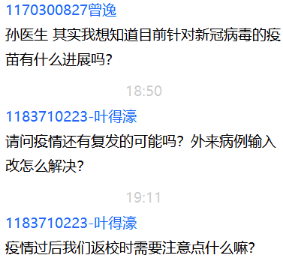 1170300827曾逸
孙医生 其实我想知道目前针对新冠病毒的疫
苗有什么进展吗?
18:50
1183710223-叶得濠
请问疫情还有复发的可能吗？外来病例输入
改怎么解决?
19:11
1183710223-叶得濠
疫情过后我们返校时需要注意点什么嘛?